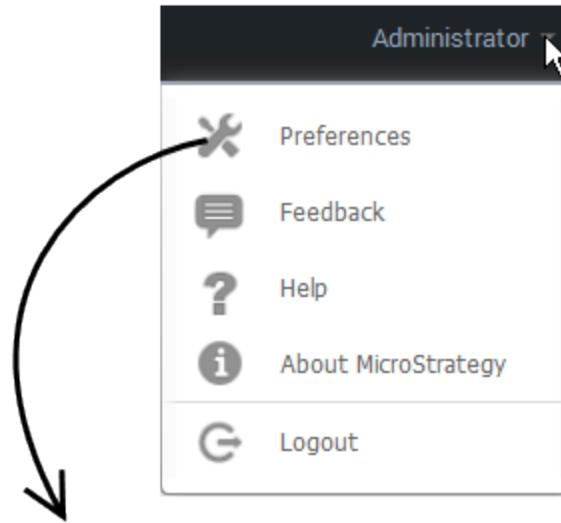 Administrator
Preferences
Feedback
Help
About MicroStrategy
Logout